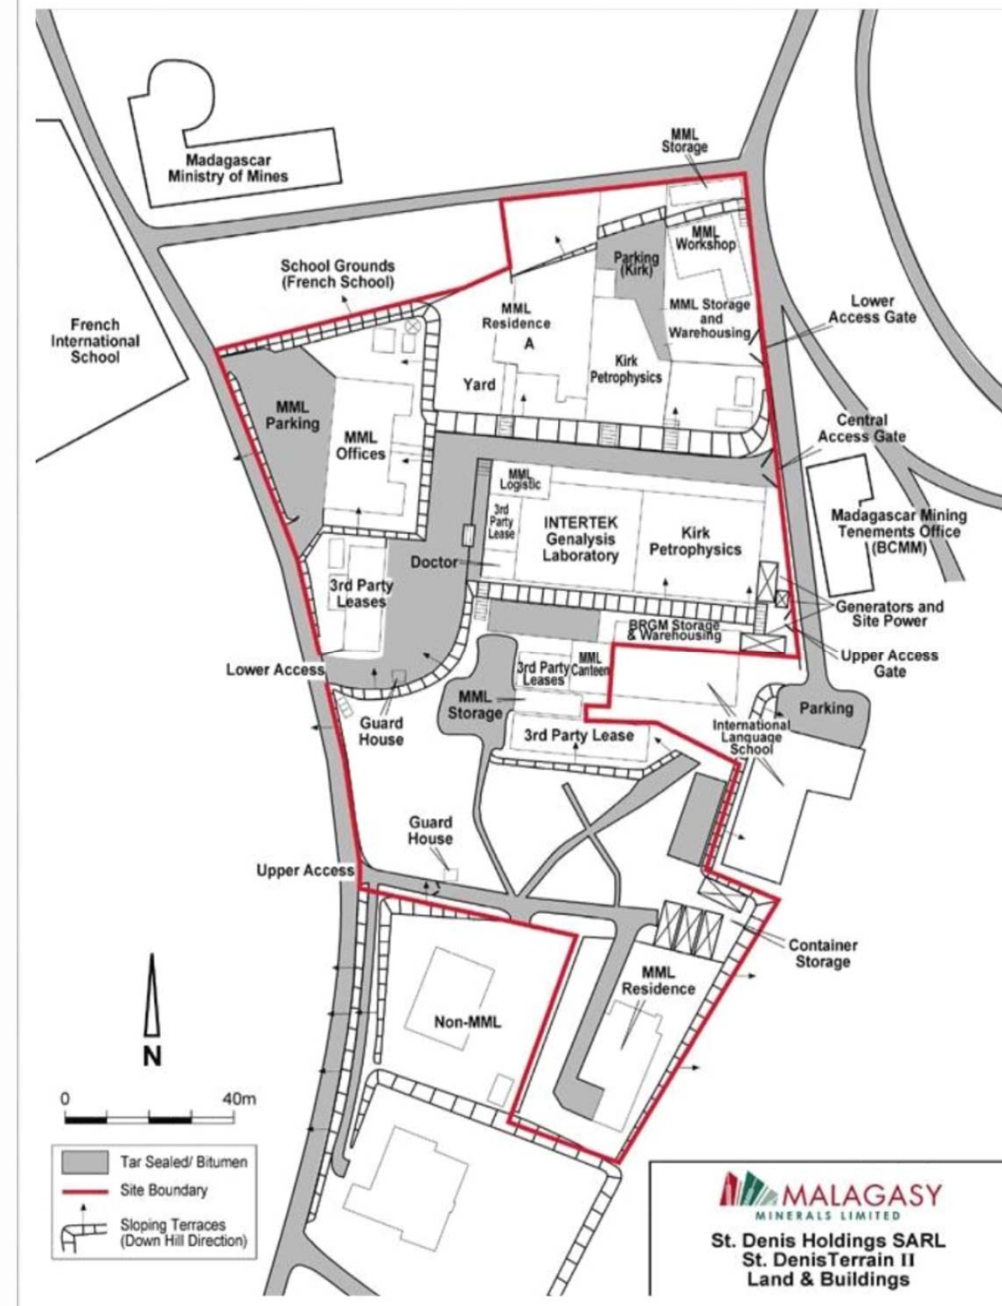 MML
Storage
Madagascar
Ministry of Mines
MML
Workshop
Parking
(Kirk)
School Grounds
(French School)
MML
Residence
A
MML Storage
and
Warehousing
Lower
Access Gate
French
International
School
Kirk
Petrophysics
Yard
MML
Parking
MML
Offices
Central
Access Gate
MML
Logistic
3rd
Party
Lease
INTERTEK
Genalysis
Laboratory
Kirk
Petrophysics
Madagascar Mining
Tenements Office
(BCMM)
Doctor
3rd Party
Leases
Generators and
Site Power
BRGM Storage
& Warehousing
Upper Access
Gate
Lower Access
3rd Party
Leases
MML
Canteen
MML
Storage
Guard
House
3rd Party Lease
International
Language
School
Parking
Guard
House
Upper Access
Container
Storage
MML
Residence
Non-MML
N
0 40m
Tar Sealed/ Bitumen
Site Boundary
Sloping Terraces
(Down Hill Direction)
MALAGASY
MINERALS LIMITED
St. Denis Holdings SARL
St. DenisTerrain II
Land & Buildings